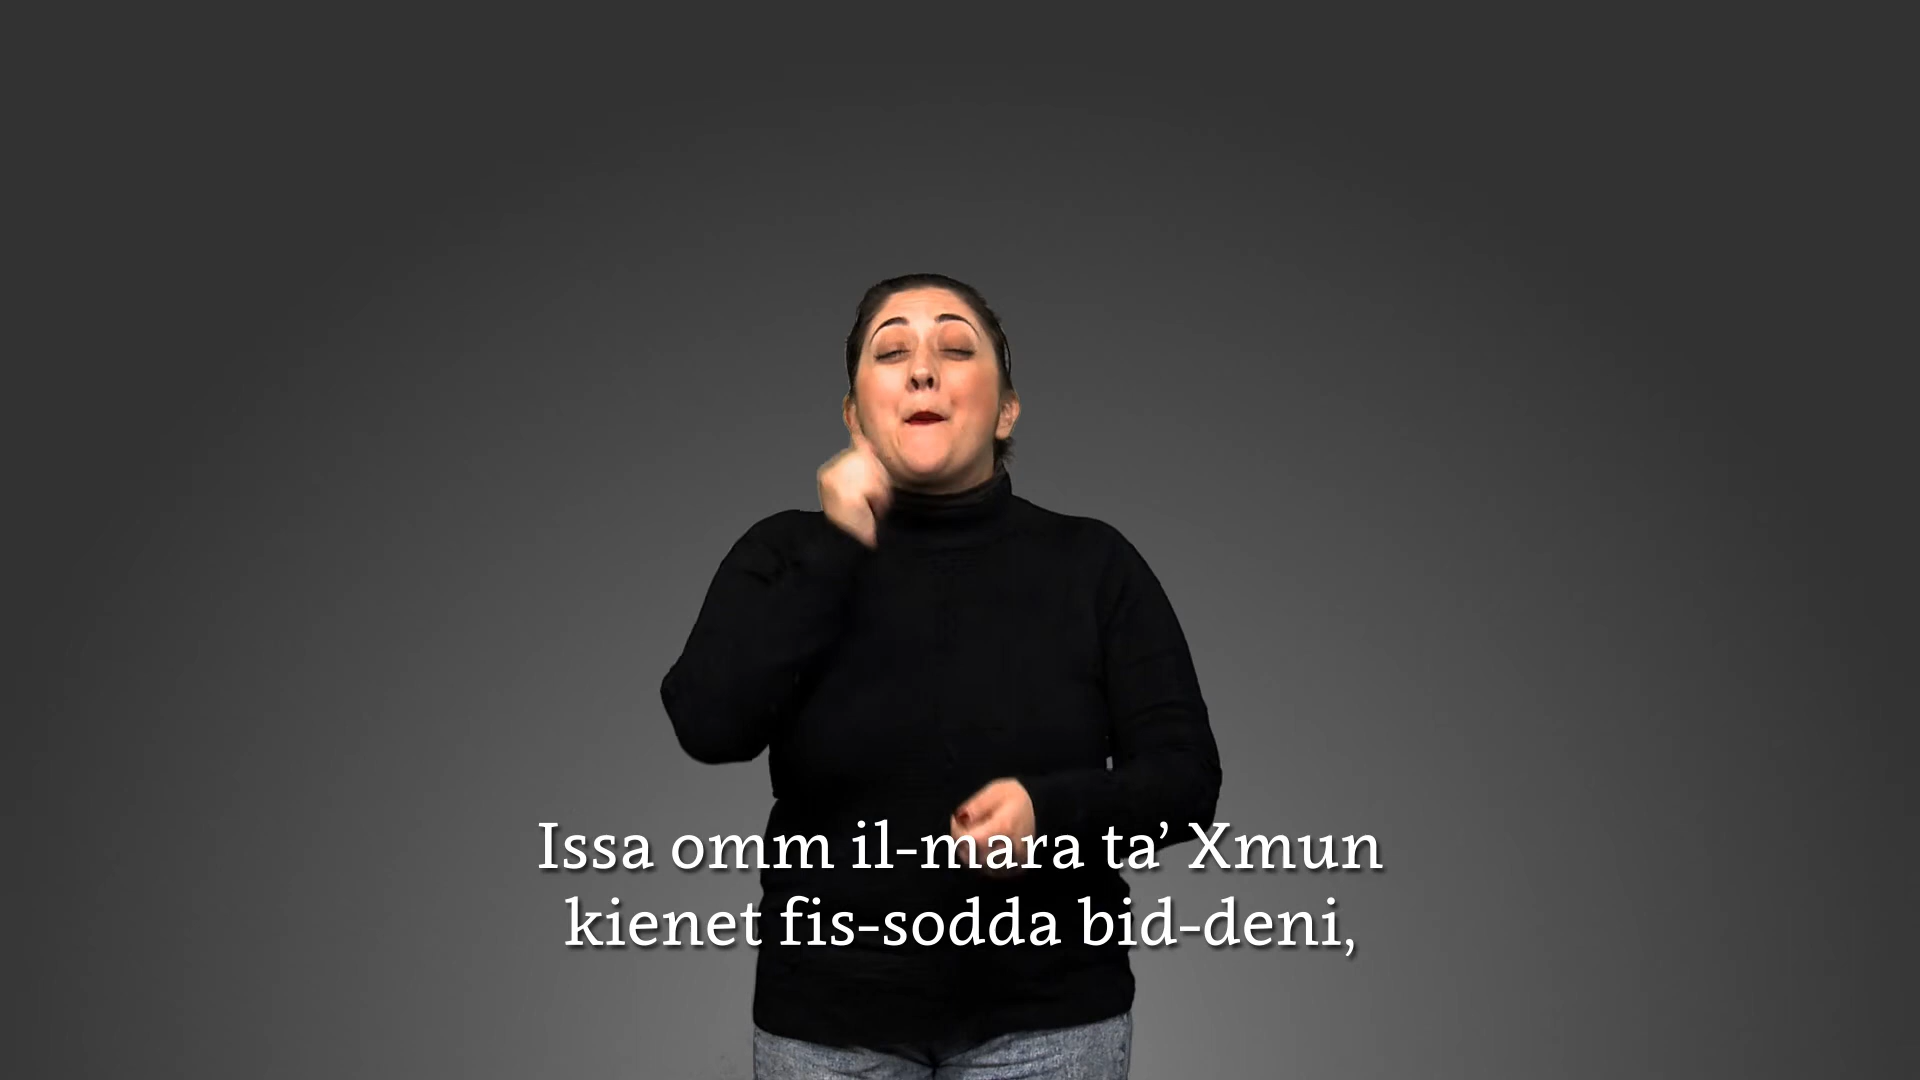 Issa omm il-mara ta’ Xmun
kienet fis-sodda bid-deni,